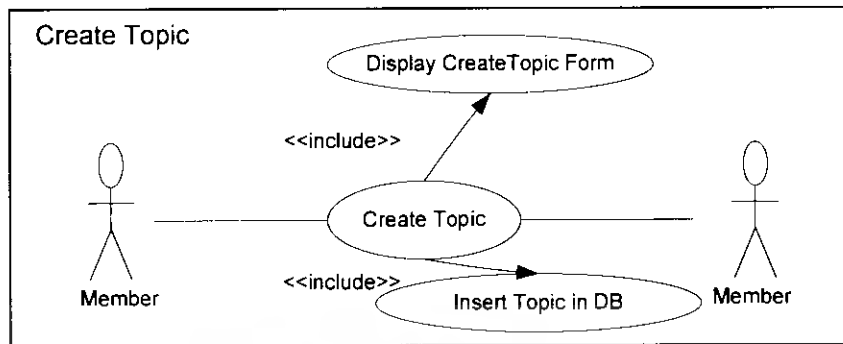 Create Topic
Display CreateTopic Form
<<include>>
Create Topic
<<include>>
Member
Insert Topic in DB
Member